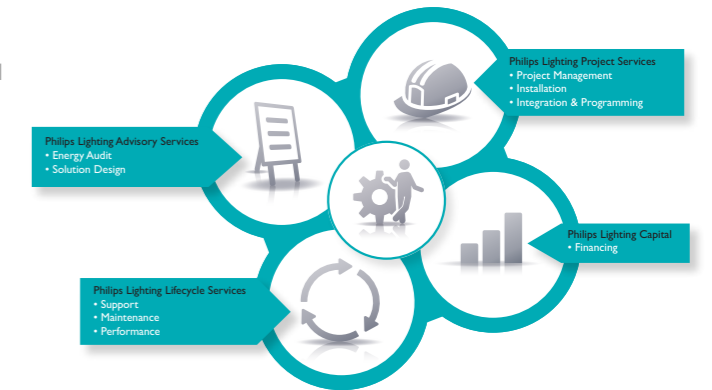 Philips Lighting Project Services
• Project Management
• Installation
• Integration & Programming
Philips Lighting Advisory Services
• Energy Audit
• Solution Design
Philips Lighting Capital
• Financing
Philips Lighting Lifecycle Services
• Support
• Maintenance
• Performance